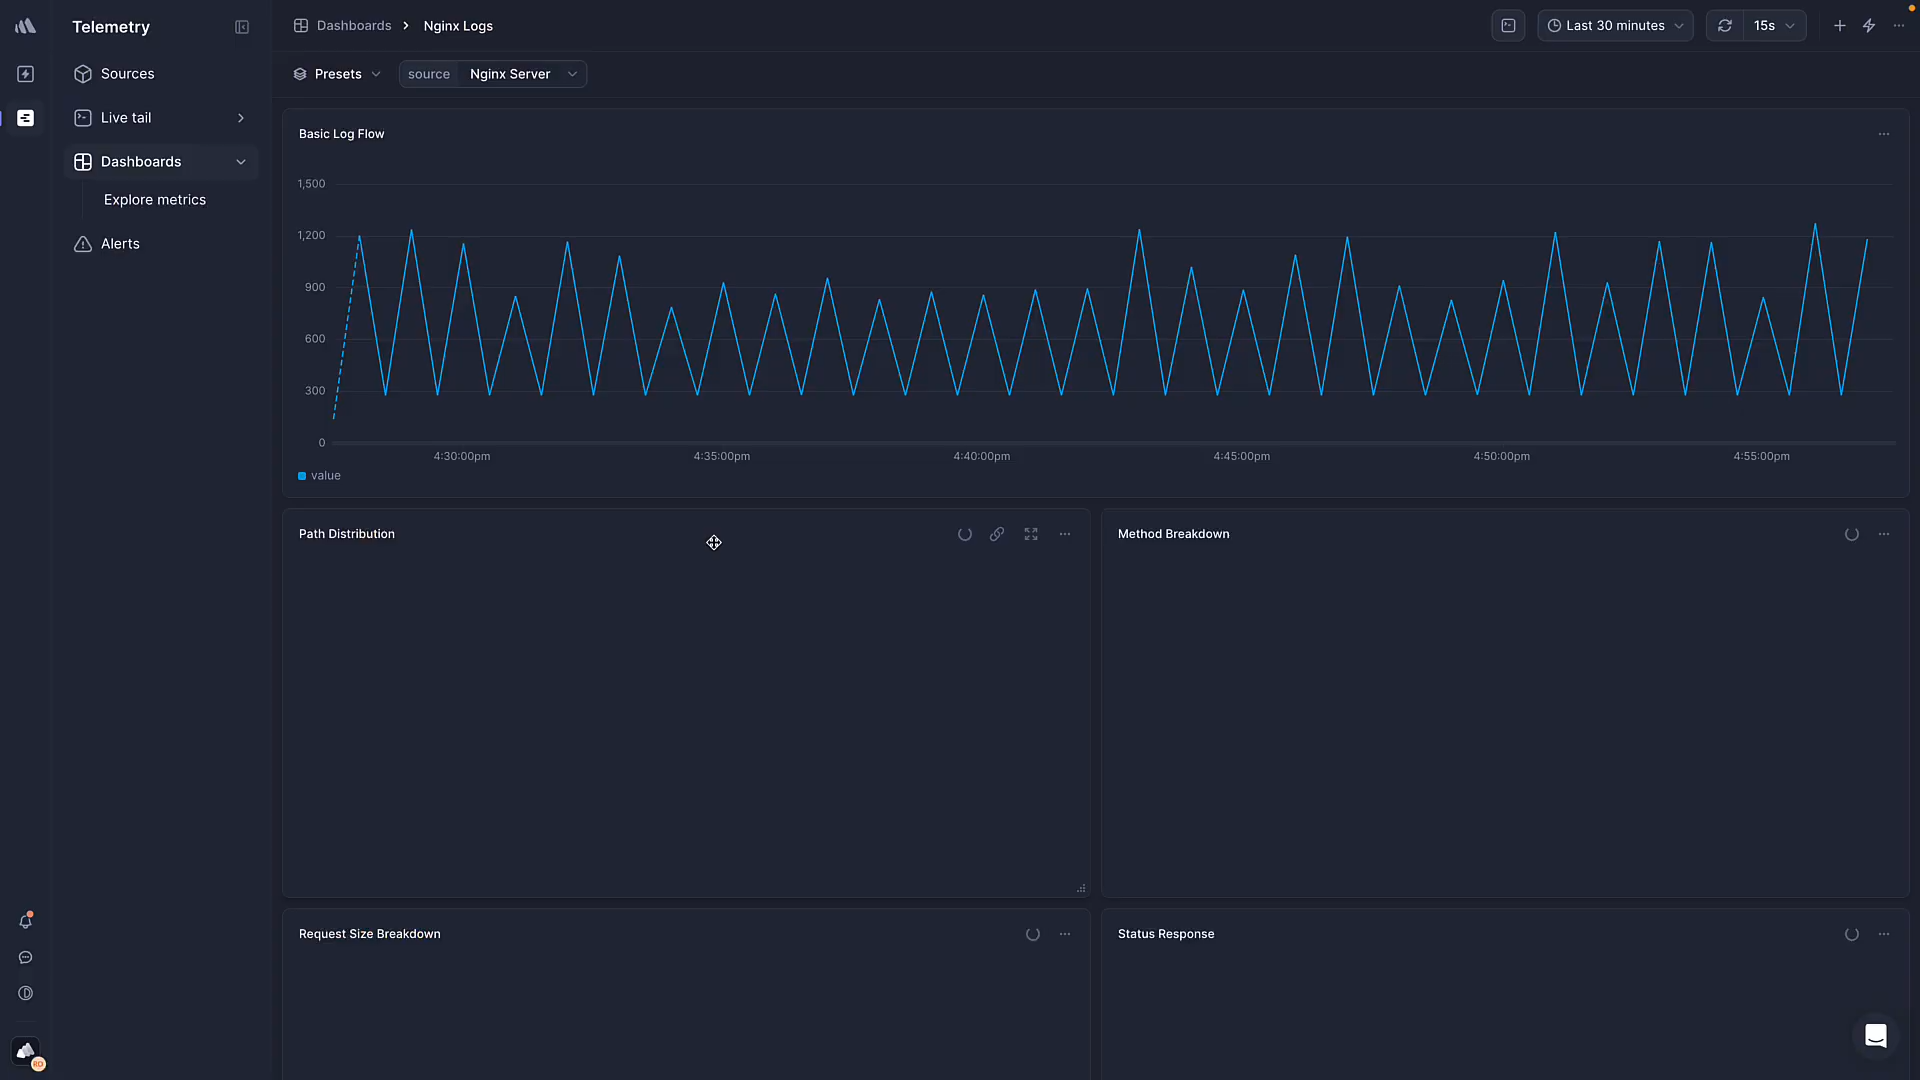 Telemetry
Sources
Live tail
Dashboards
Explore metrics
Alerts
Dashboards
Nginx Logs
Last 30 minutes
15s
Presets
source
Nginx Server
Basic Log Flow
1,500
1,200
900
600
300
0
4:30:00pm
4:35:00pm
4:40:00pm
4:45:00pm
4:50:00pm
4:55:00pm
value
Path Distribution
Method Breakdown
Request Size Breakdown
Status Response
RD